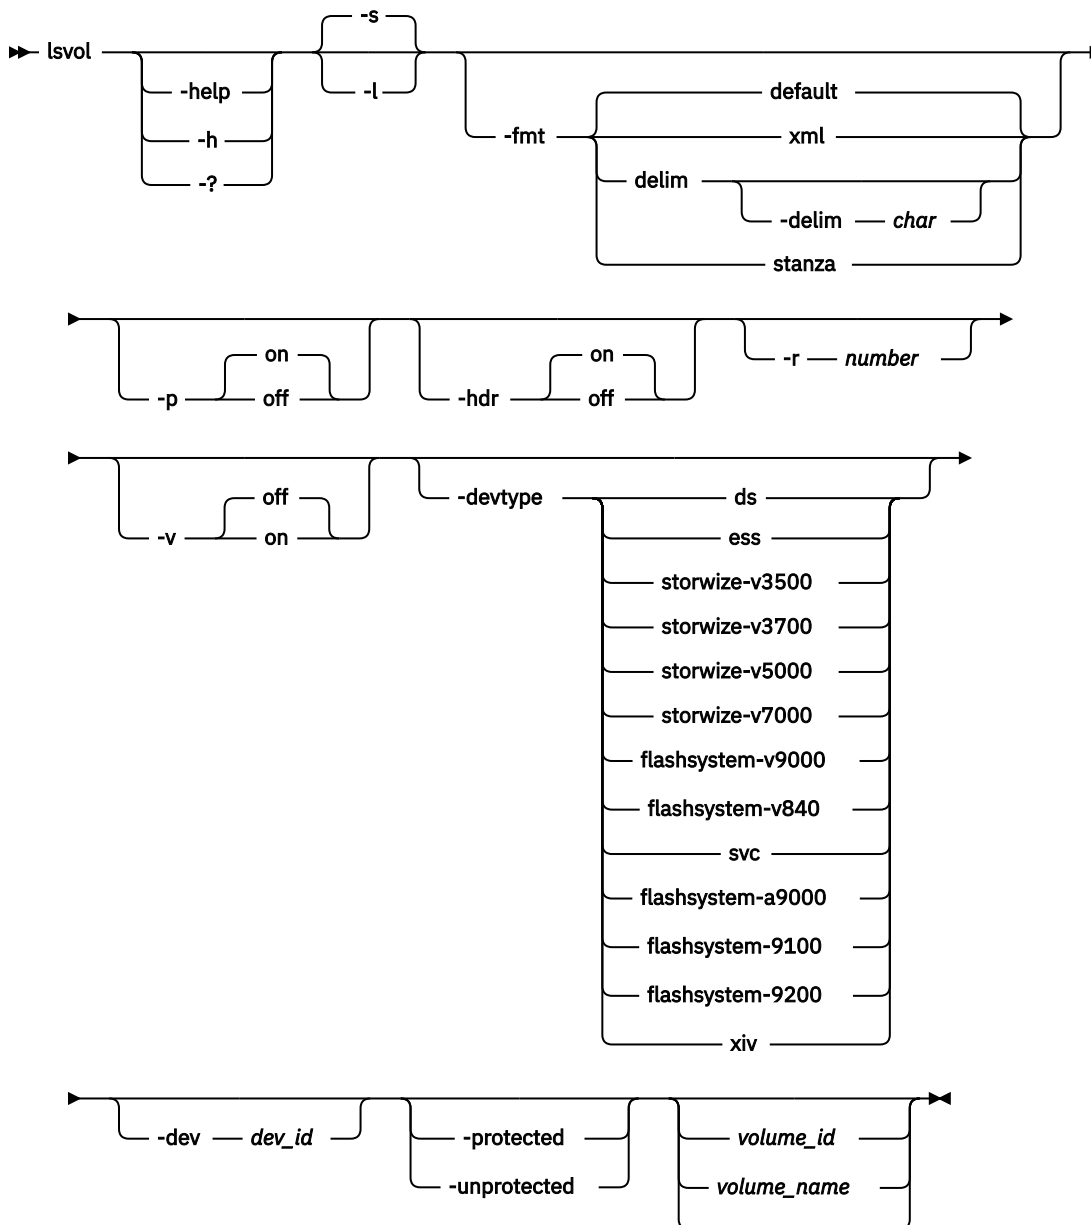 -s
lsvol
-help
-l
default
-h
-fmt
xml
-?
delim
-delim char
stanza
on
on
-r number
-p off
-hdr off
off
-devtype ds
-v on
ess
storwize-v3500
storwize-v3700
storwize-v5000
storwize-v7000
flashsystem-v9000
flashsystem-v840
svc
flashsystem-a9000
flashsystem-9100
flashsystem-9200
xiv
-dev dev_id
-protected
volume_id
-unprotected
volume_name